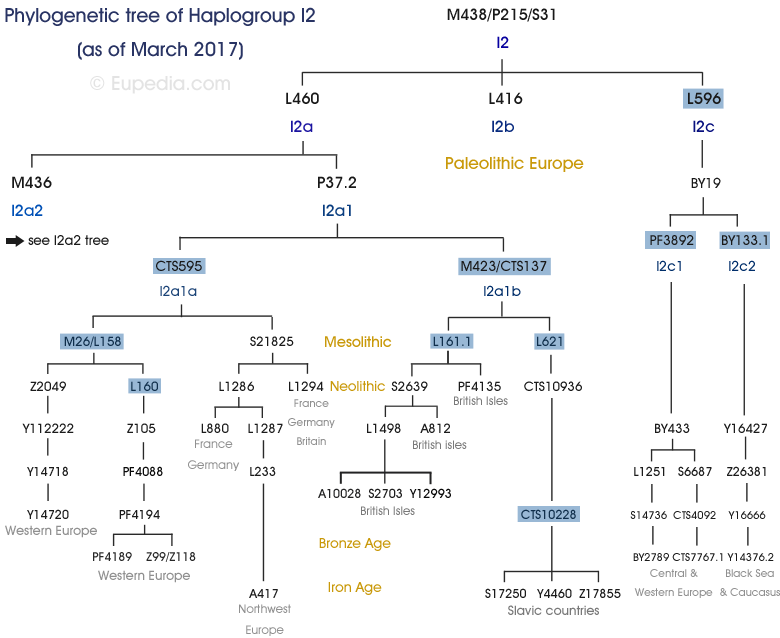 Phylogenetic tree of Haplogroup I2
(as of March 2017)
© Eupedia.com
M438/P215/S31
I2
L460 L416 L596
I2a I2b I2c
Paleolithic Europe
M436 P37.2 BY19
I2a2 I2a1
see I2a2 tree
PF3892 BY133.1
CTS595 M423/CTS137
I2c1 I2c2
I2a1a I2a1b
M26/L158 S21825 Mesolithic L161.1 L621
Z2049 L160 L1286 L1294 Neolithic S2639 PF4135 CTS10936
France
Germany
Britain
British Isles
Y112222 Z105 L880 L1287 L1498 A812 BY433 Y16427
France
Germany
British isles
Y14718 PF4088 L233 L1251 S6687 Z26381
A10028 S2703 Y12993
British Isles
Y14720 PF4194 CTS10228 S14736 CTS4092 Y16666
Western Europe
Bronze Age
PF4189 Z99/Z118 BY2789 CTS7767.1 Y14376.2
Western Europe
Central &
Western Europe
Black Sea
& Caucasus
Iron Age
A417 S17250 Y4460 Z17855
Northwest
Europe
Slavic countries